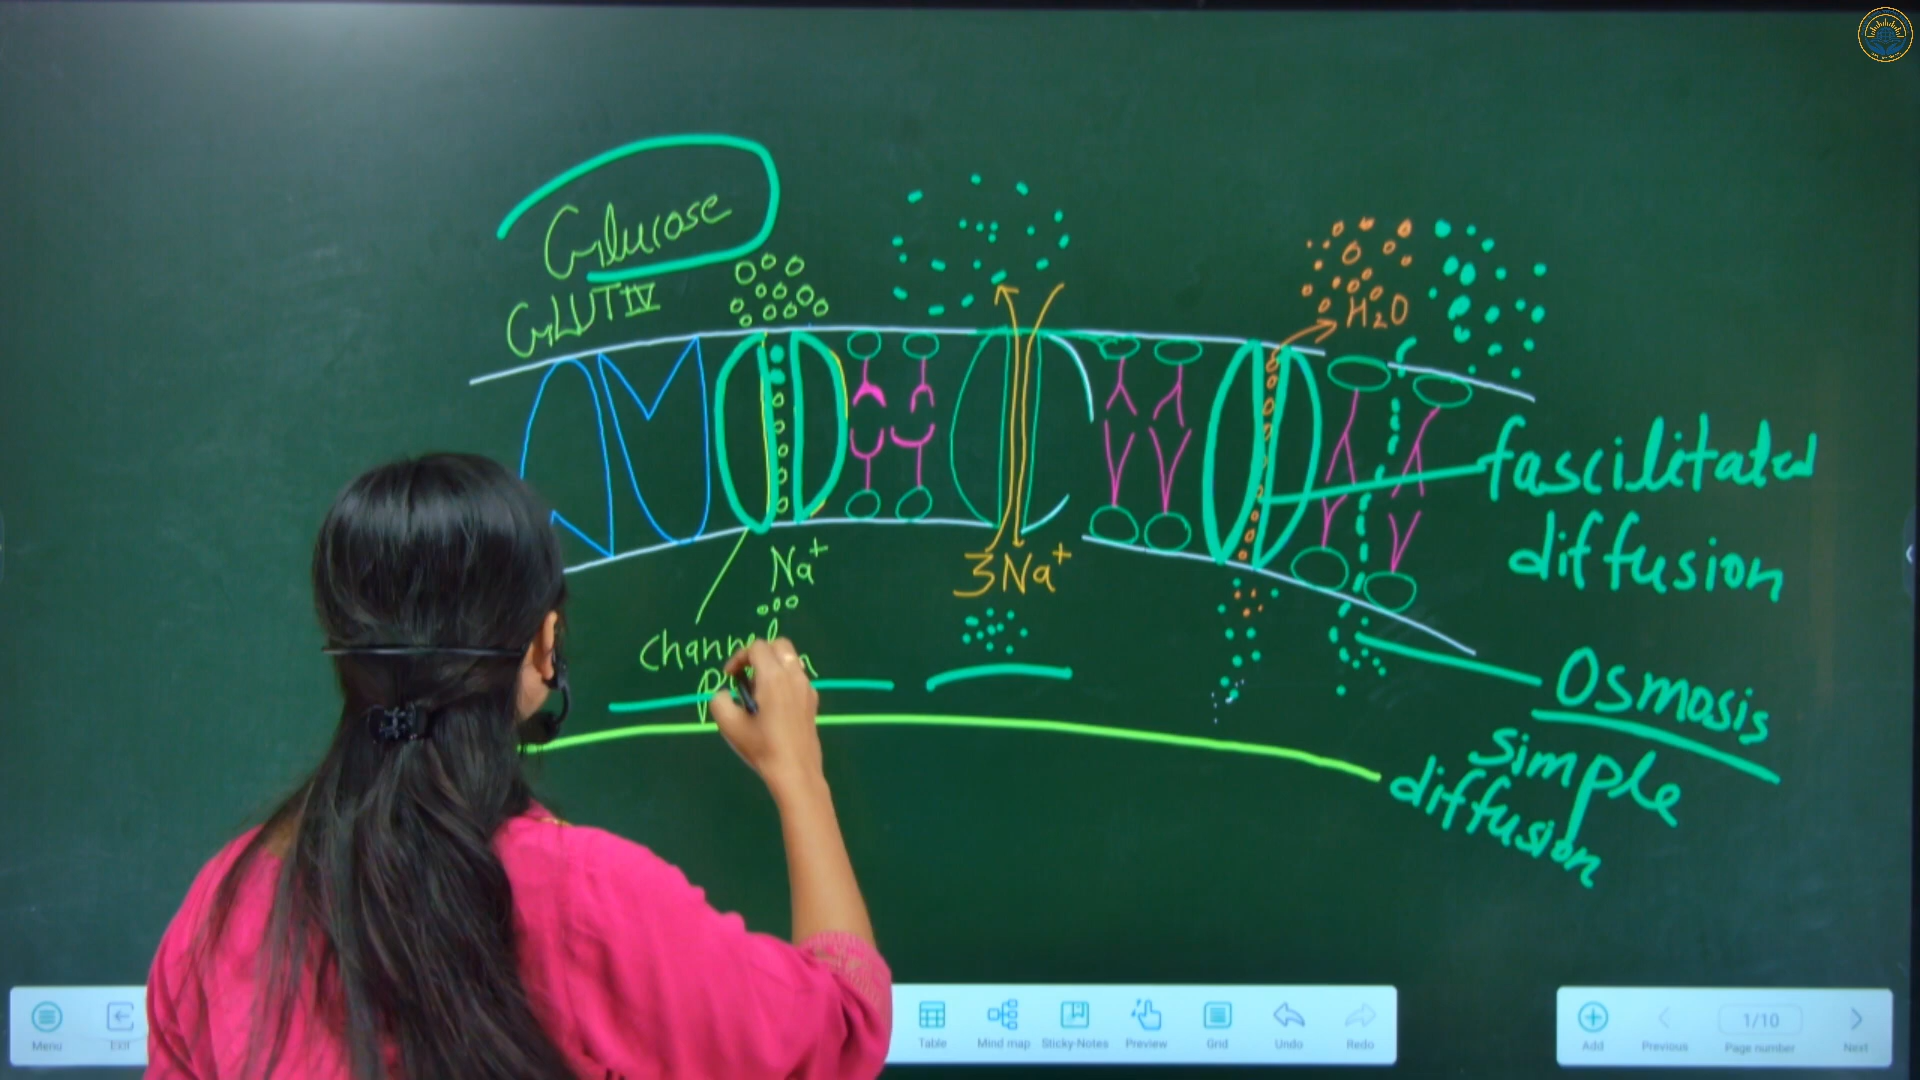 Glucose
GLUT IV
H₂O
fascilitated
diffusion
Na⁺
3Na⁺
Channel
Osmosis
Simple
diffusion
Menu
Exit
Table
Mind map
Sticky-Notes
Preview
Grid
Undo
Redo
Add
Previous
1/10
Page number
Next